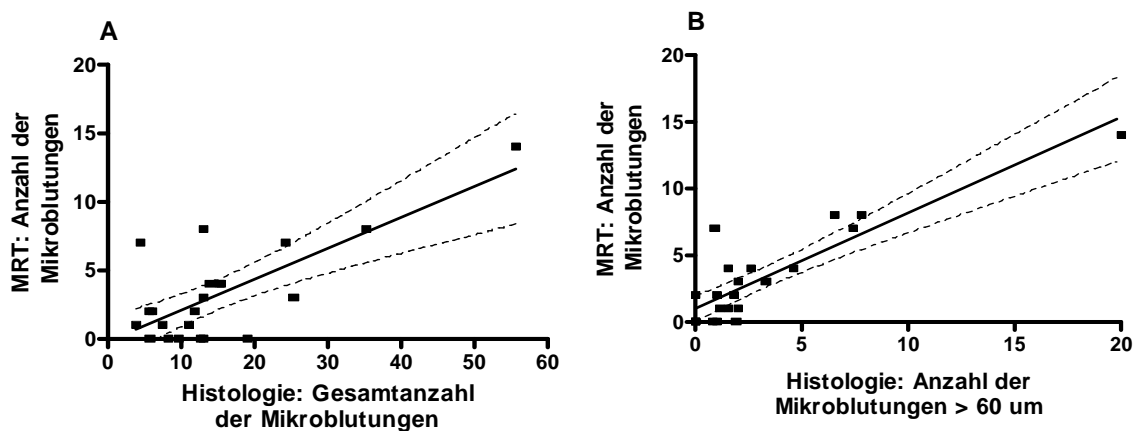 A
MRT: Anzahl der
Mikroblutungen
20
15
10
5
0
0 10 20 30 40 50 60
Histologie: Gesamtanzahl
der Mikroblutungen
B
MRT: Anzahl der
Mikroblutungen
20
15
10
5
0
0 5 10 15 20
Histologie: Anzahl der
Mikroblutungen > 60 um